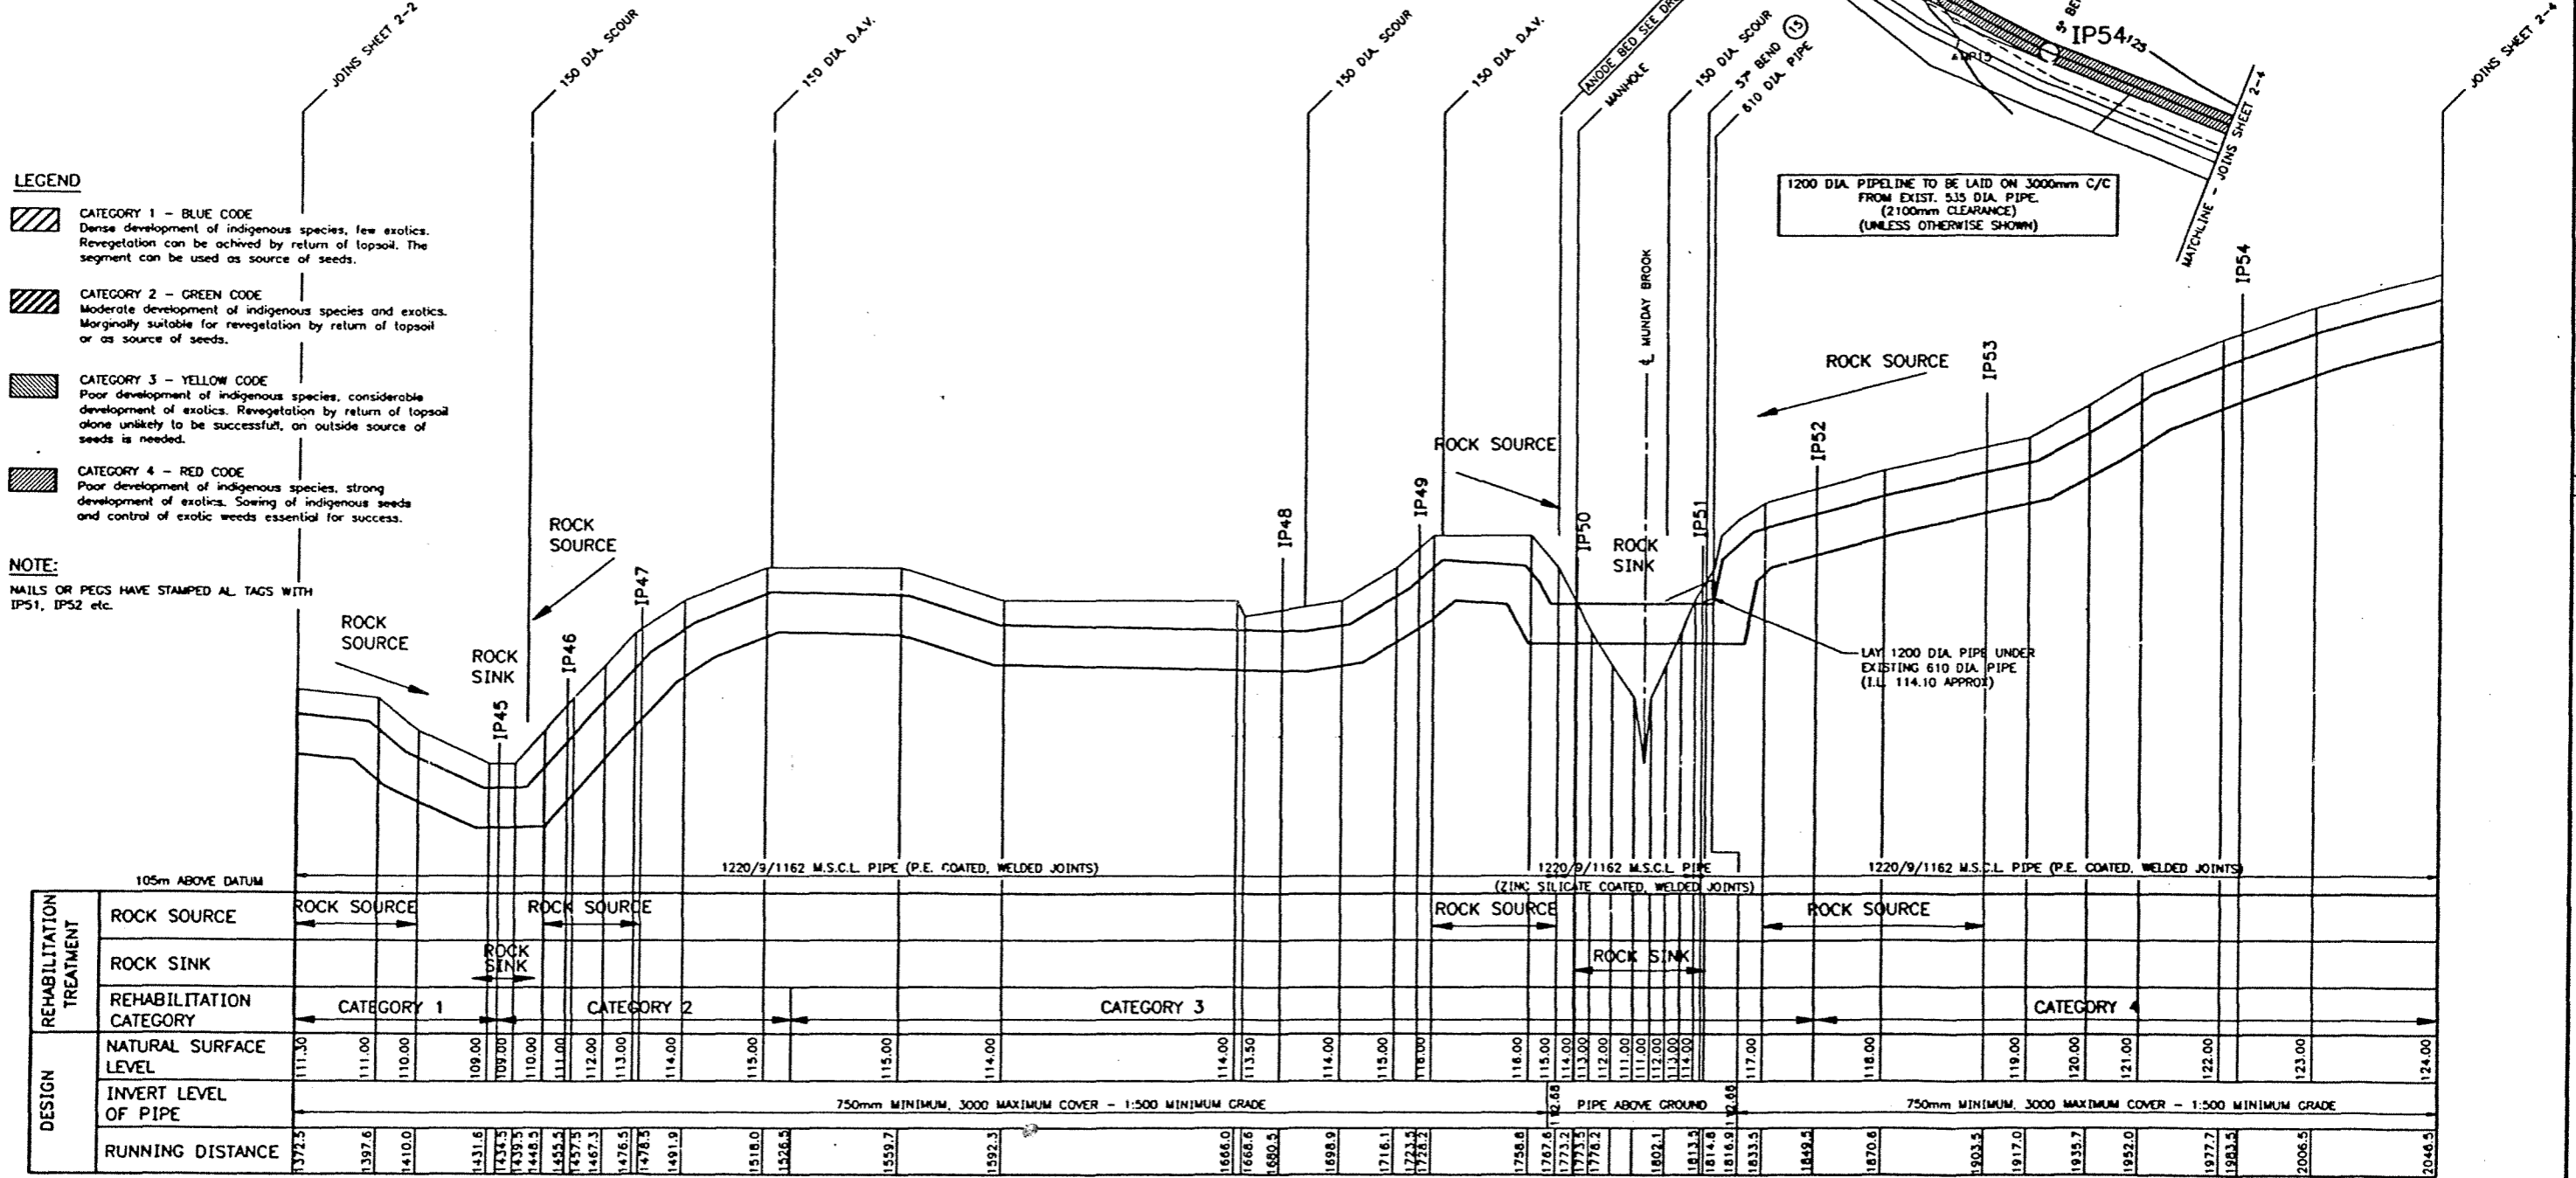 JOINS SHEET 2-2
150 DIA. SCOUR
150 DIA. D.A.V.
150 DIA. SCOUR
150 DIA. D.A.V.
ANODE BED SEE
MANHOLE
150 DIA. SCOUR
57° BEND 15
610 DIA. PIPE
5° 
IP54
125
JOINS SHEET 2-4
MATCHLINE - JOINS SHEET 2-4
LEGEND
CATEGORY 1 - BLUE CODE
Dense development of indigenous species, few exotics.
Revegetation can be achived by return of topsoil. The
segment can be used as source of seeds.
CATEGORY 2 - GREEN CODE
Moderate development of indigenous species and exotics.
Marginally suitable for revegetation by return of topsoil
or as source of seeds.
CATEGORY 3 - YELLOW CODE
Poor development of indigenous species, considerable
development of exotics. Revegetation by return of topsoil
alone unlikely to be successfull, an outside source of
seeds is needed.
CATEGORY 4 - RED CODE
Poor development of indigenous species, strong
development of exotics. Sowing of indigenous seeds
and control of exotic weeds essential for success.
NOTE:
NAILS OR PEGS HAVE STAMPED AL. TAGS WITH
IP51, IP52 etc.
1200 DIA. PIPELINE TO BE LAID ON 3000mm C/C
FROM EXIST. 535 DIA. PIPE.
(2100mm CLEARANCE)
(UNLESS OTHERWISE SHOWN)
ROCK
SOURCE
ROCK
SINK
IP45
IP46
ROCK
SOURCE
IP47
IP48
IP49
ROCK SOURCE
IP50
ROCK
SINK
℄ MUNDAY BROOK
IP51
ROCK SOURCE
IP52
IP53
IP54
LAY 1200 DIA. PIPE UNDER
EXISTING 610 DIA. PIPE
(I.L. 114.10 APPROX)
105m ABOVE DATUM
1220/9/1162 M.S.C.L. PIPE (P.E. COATED, WELDED JOINTS)
1220/9/1162 M.S.C.L. PIPE
(ZINC SILICATE COATED, WELDED JOINTS)
1220/9/1162 M.S.C.L. PIPE (P.E. COATED, WELDED JOINTS)
REHABILITATION
TREATMENT
ROCK SOURCE
ROCK SOURCE
ROCK SOURCE
ROCK SOURCE
ROCK SOURCE
ROCK SINK
ROCK
SINK
ROCK SINK
REHABILITATION
CATEGORY
CATEGORY 1
CATEGORY 2
CATEGORY 3
CATEGORY 4
DESIGN
NATURAL SURFACE
LEVEL
111.30 111.00 110.00 109.00 109.00 110.00 111.00 112.00 113.00 114.00 115.00 115.00 114.00 114.00 113.50 114.00 115.00 116.00 116.00 115.00 114.00 113.00 112.00 111.00 111.00 112.00 113.00 114.00 117.00 118.00 119.00 120.00 121.00 122.00 123.00 124.00
INVERT LEVEL
OF PIPE
750mm MINIMUM, 3000 MAXIMUM COVER - 1:500 MINIMUM GRADE
112.68
PIPE ABOVE GROUND
112.66
750mm MINIMUM, 3000 MAXIMUM COVER - 1:500 MINIMUM GRADE
RUNNING DISTANCE
1372.5 1397.6 1410.0 1431.6 1434.5 1439.5 1448.5 1455.5 1457.5 1467.3 1476.5 1478.5 1491.9 1518.0 1526.5 1559.7 1592.3 1666.0 1668.6 1680.5 1698.9 1716.1 1723.5 1728.2 1758.8 1767.6 1773.2 1773.5 1778.2 1802.1 1813.5 1814.8 1816.9 1833.5 1849.5 1870.6 1903.5 1917.0 1935.7 1952.0 1977.7 1983.5 2006.5 2046.5